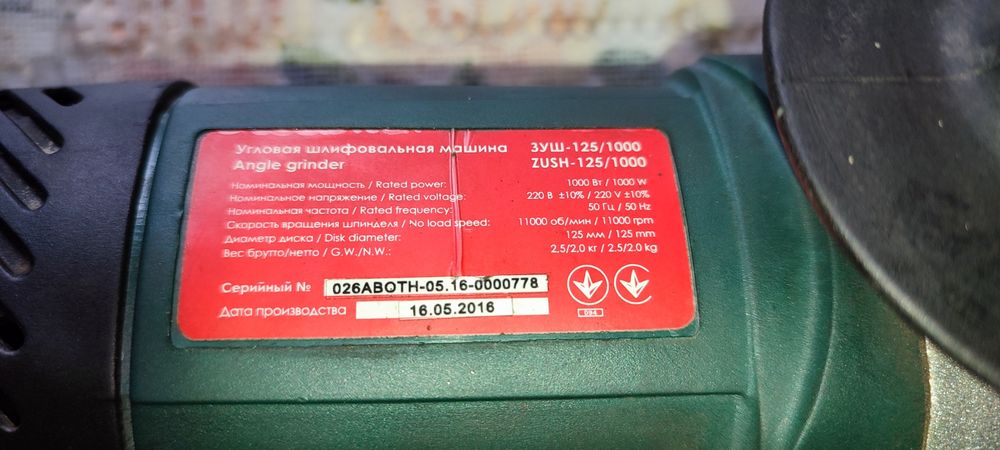 Угловая шлифовальная машина ЗУШ-125/1000
Angle grinder ZUSH-125/1000
Номинальная мощность / Rated power: 1000 Вт / 1000 W
Номинальное напряжение / Rated voltage: 220 В ±10% / 220 V ±10%
Номинальная частота / Rated frequency: 50 Гц / 50 Hz
Скорость вращения шпинделя / No load speed: 11000 об/мин / 11000 rpm
Диаметр диска / Disk diameter: 125 мм / 125 mm
Вес брутто/нетто / G.W./N.W.: 2,5/2,0 кг / 2.5/2.0 kg
Серийный № 026ABOTH-05.16-0000778
Дата производства 16.05.2016
094